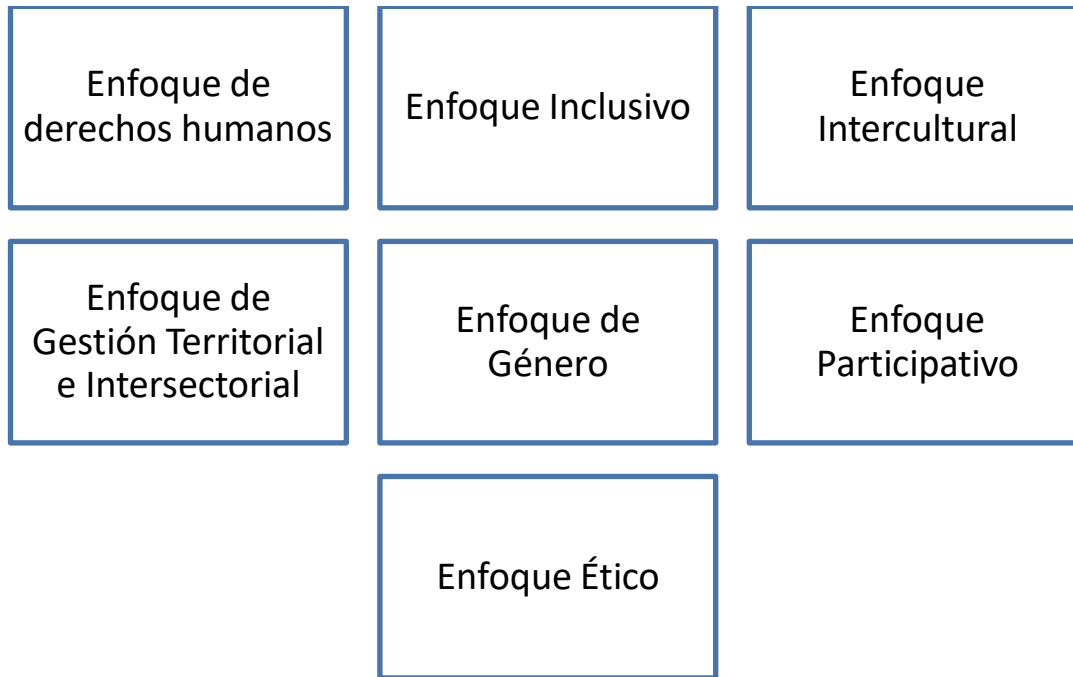 Enfoque de
derechos humanos
Enfoque Inclusivo
Enfoque
Intercultural
Enfoque de
Gestión Territorial
e Intersectorial
Enfoque de
Género
Enfoque
Participativo
Enfoque Ético